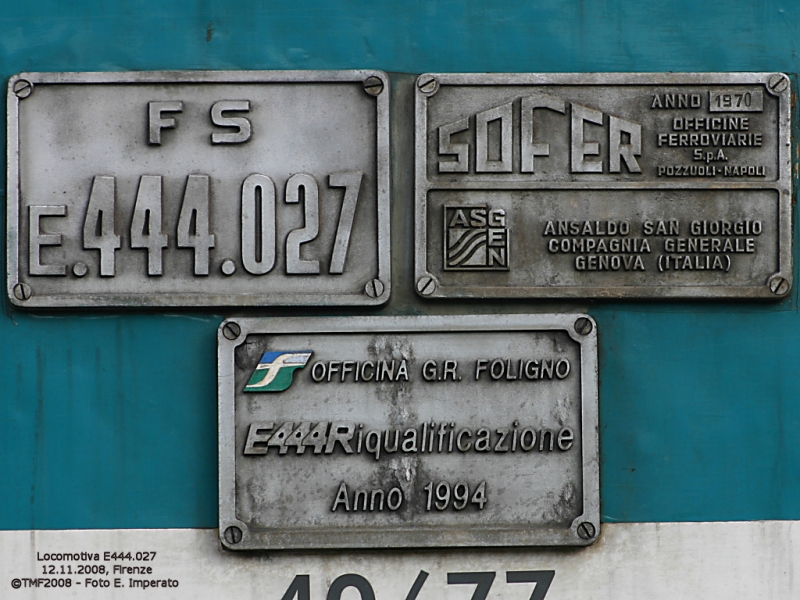 FS
E.444.027
SOFER
ANNO 1970
OFFICINE
FERROVIARIE
S.p.A.
POZZUOLI-NAPOLI
ASGEN
ANSALDO SAN GIORGIO
COMPAGNIA GENERALE
GENOVA (ITALIA)
OFFICINA G.R. FOLIGNO
E444Riqualificazione
Anno 1994
Locomotiva E444.027
12.11.2008, Firenze
©TMF2008 - Foto E. Imperato